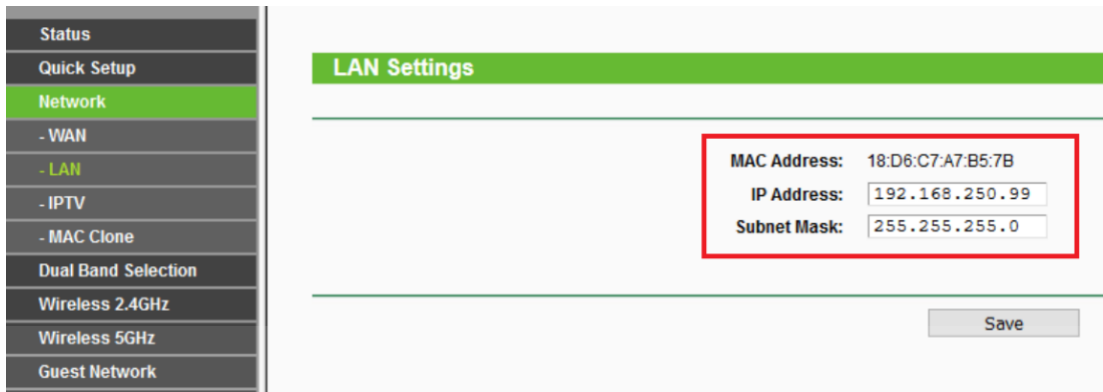 Status
Quick Setup
Network
- WAN
- LAN
- IPTV
- MAC Clone
Dual Band Selection
Wireless 2.4GHz
Wireless 5GHz
Guest Network
LAN Settings
MAC Address: 18:D6:C7:A7:B5:7B
IP Address: 192.168.250.99
Subnet Mask: 255.255.255.0
Save